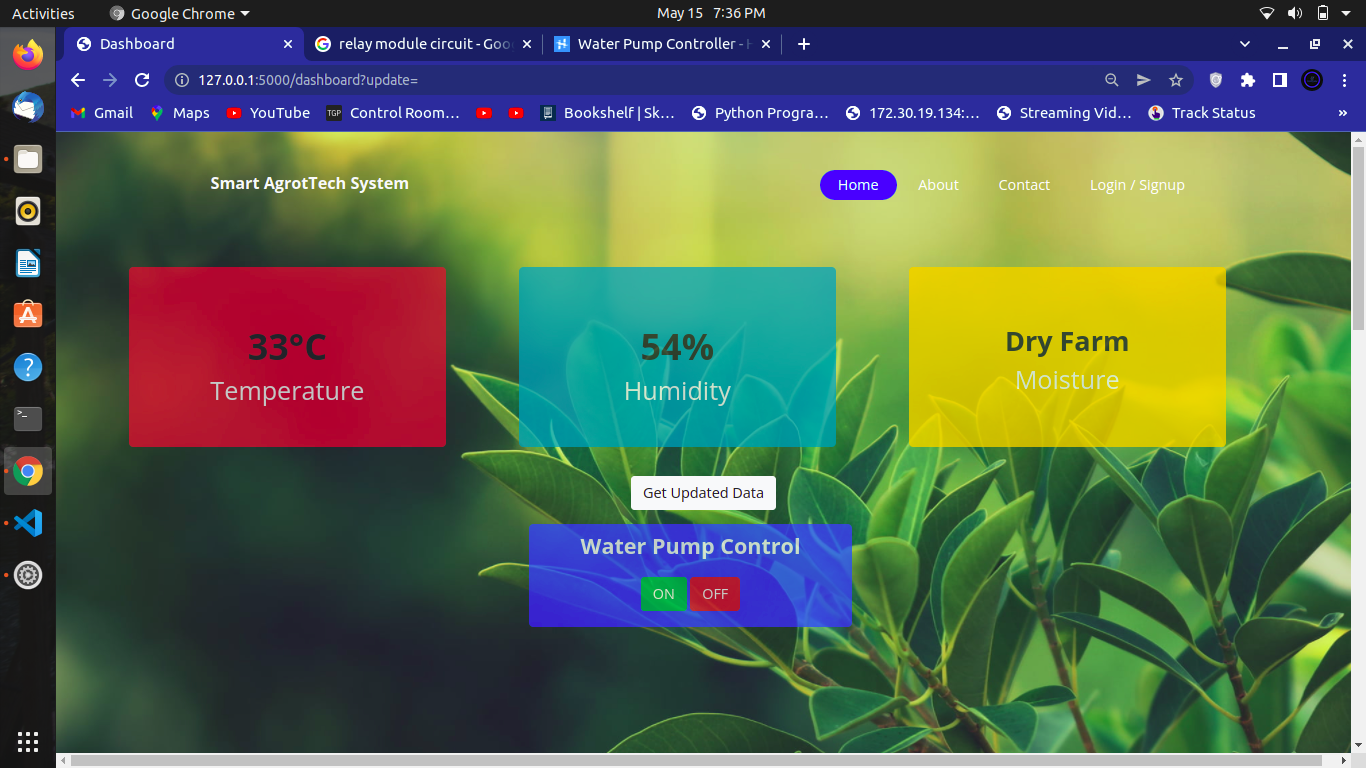 Activities Google Chrome May 15 7:36 PM
Dashboard relay module circuit - Goo Water Pump Controller - H
127.0.0.1:5000/dashboard?update=
Gmail Maps YouTube TGP Control Room… Bookshelf | Sk… Python Progra… 172.30.19.134:… Streaming Vid… Track Status »
Smart AgrotTech System Home About Contact Login / Signup
33°C
Temperature
54%
Humidity
Dry Farm
Moisture
Get Updated Data
Water Pump Control
ON OFF